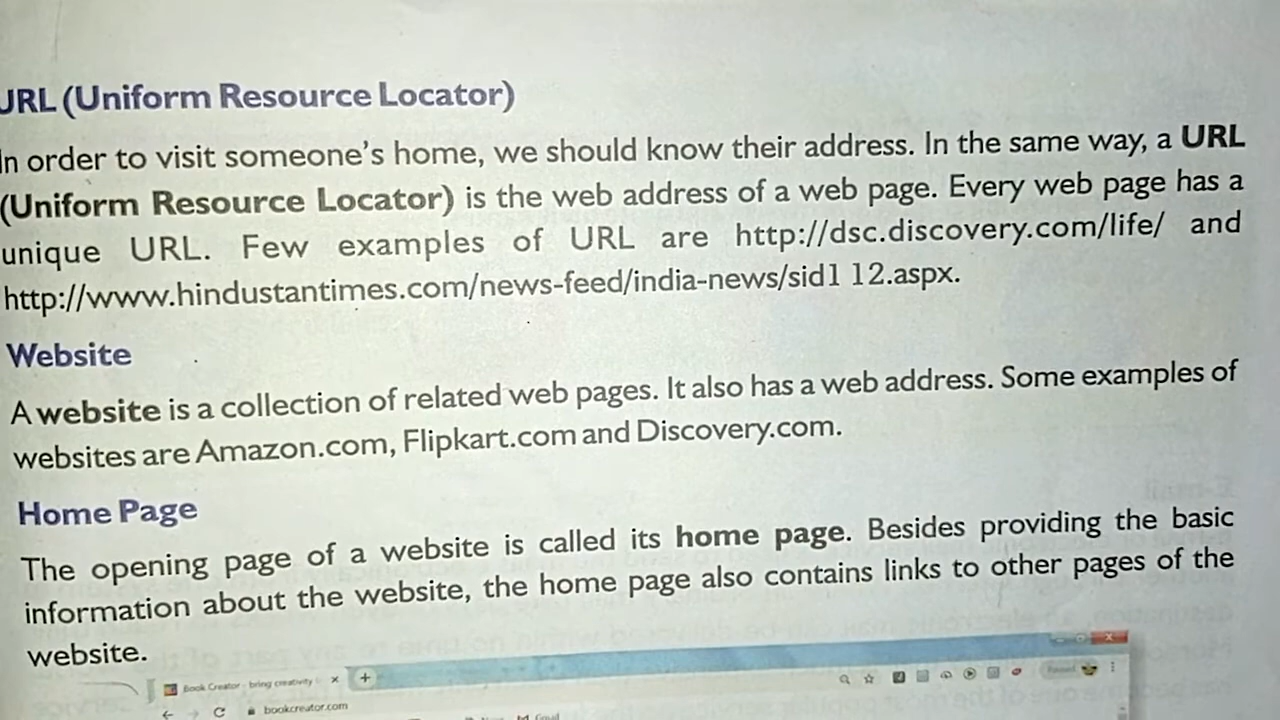 URL (Uniform Resource Locator)
In order to visit someone's home, we should know their address. In the same way, a URL
(Uniform Resource Locator) is the web address of a web page. Every web page has a
unique URL. Few examples of URL are http://dsc.discovery.com/life/ and
http://www.hindustantimes.com/news-feed/india-news/sid1 12.aspx.
Website
A website is a collection of related web pages. It also has a web address. Some examples of
websites are Amazon.com, Flipkart.com and Discovery.com.
Home Page
The opening page of a website is called its home page. Besides providing the basic
information about the website, the home page also contains links to other pages of the
website.
Book Creator - bring creativity
bookcreator.com